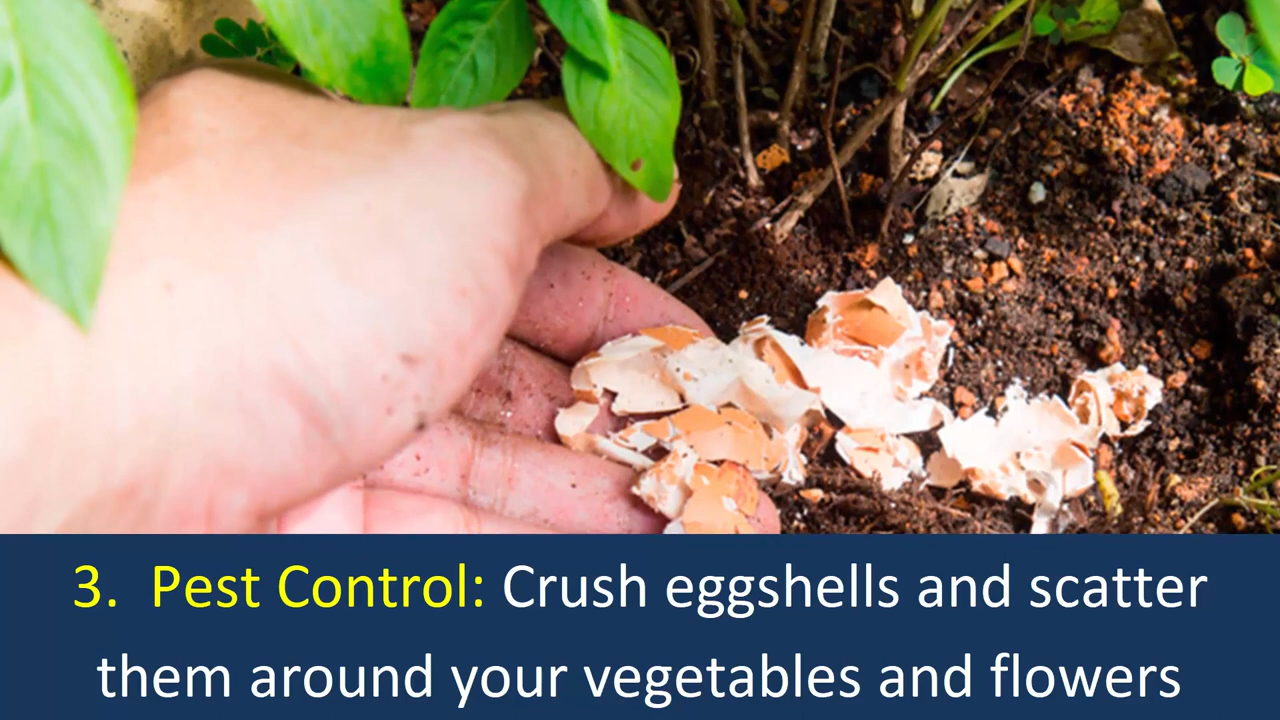 3. Pest Control: Crush eggshells and scatter
them around your vegetables and flowers